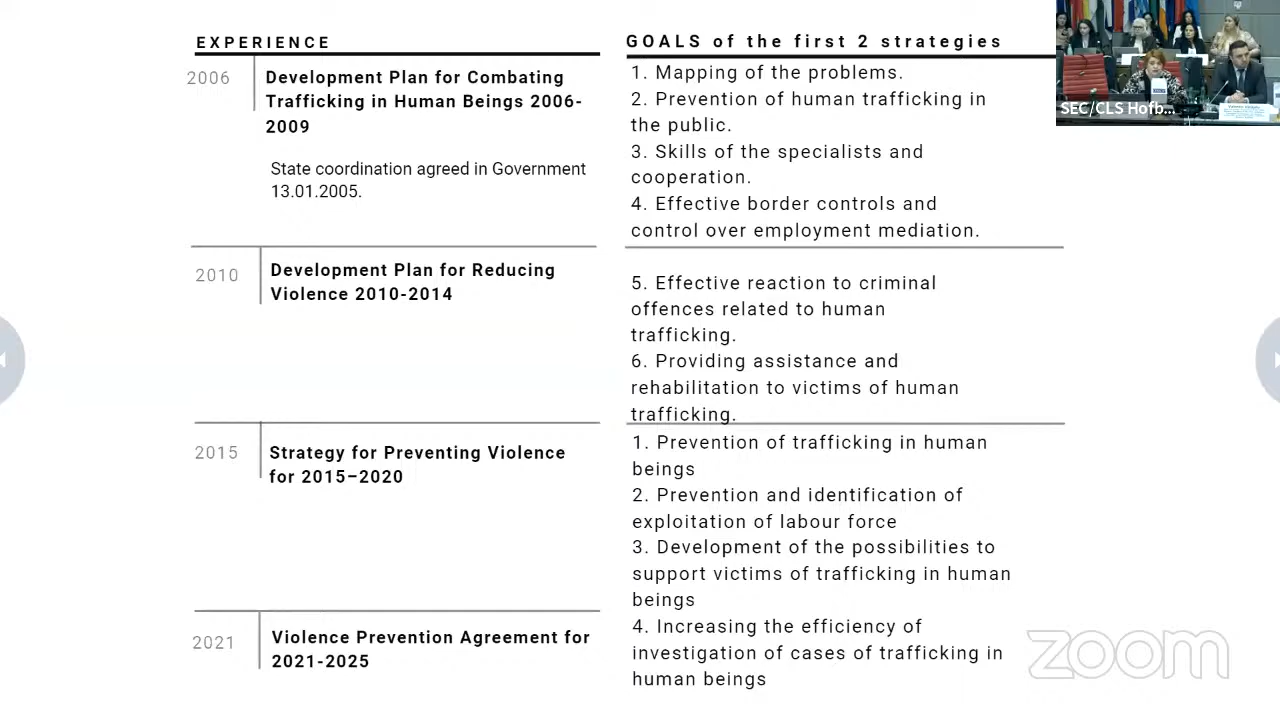 EXPERIENCE
2006
Development Plan for Combating
Trafficking in Human Beings 2006-
2009
State coordination agreed in Government
13.01.2005.
2010
Development Plan for Reducing
Violence 2010-2014
2015
Strategy for Preventing Violence
for 2015–2020
2021
Violence Prevention Agreement for
2021-2025
GOALS of the first 2 strategies
1. Mapping of the problems.
2. Prevention of human trafficking in
the public.
3. Skills of the specialists and
cooperation.
4. Effective border controls and
control over employment mediation.
5. Effective reaction to criminal
offences related to human
trafficking.
6. Providing assistance and
rehabilitation to victims of human
trafficking.
1. Prevention of trafficking in human
beings
2. Prevention and identification of
exploitation of labour force
3. Development of the possibilities to
support victims of trafficking in human
beings
4. Increasing the efficiency of
investigation of cases of trafficking in
human beings
SEC/CLS Hofb...
zoom